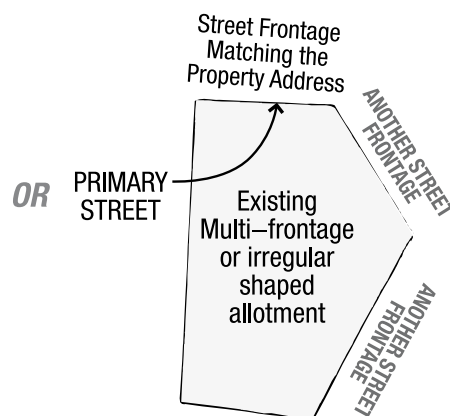 Street Frontage
Matching the
Property Address
ANOTHER STREET
FRONTAGE
OR
PRIMARY
STREET
Existing
Multi–frontage
or irregular
shaped
allotment
ANOTHER STREET
FRONTAGE